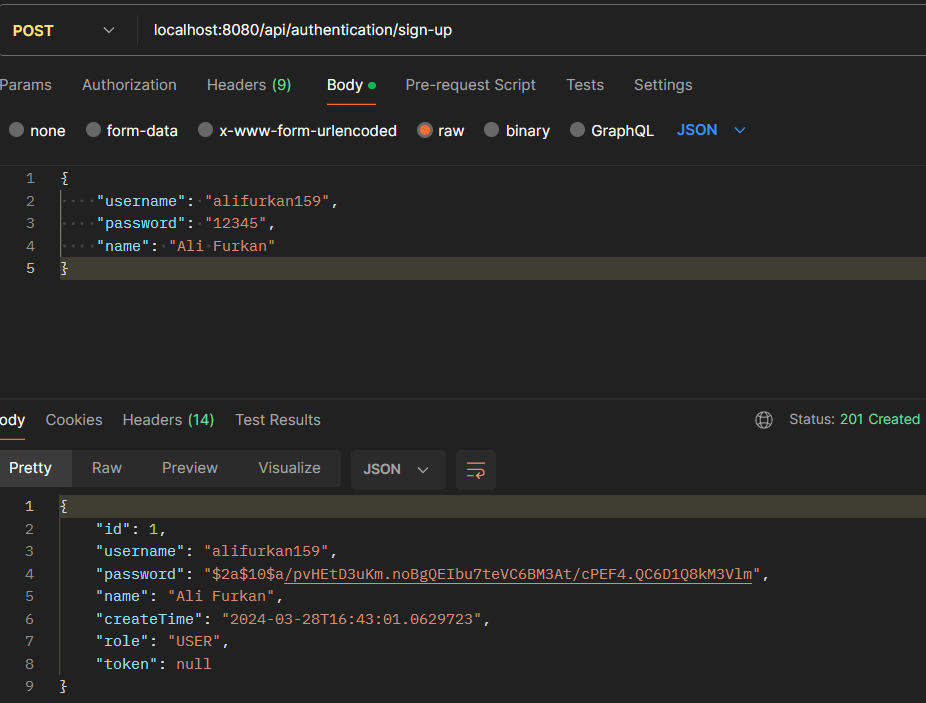 POST localhost:8080/api/authentication/sign-up
Params Authorization Headers (9) Body Pre-request Script Tests Settings
none form-data x-www-form-urlencoded raw binary GraphQL JSON
1 {
2 "username": "alifurkan159",
3 "password": "12345",
4 "name": "Ali Furkan"
5 }
ody Cookies Headers (14) Test Results Status: 201 Created
Pretty Raw Preview Visualize JSON
1 {
2 "id": 1,
3 "username": "alifurkan159",
4 "password": "$2a$10$a/pvHEtD3uKm.noBgQEIbu7teVC6BM3At/cPEF4.QC6D1Q8kM3Vlm",
5 "name": "Ali Furkan",
6 "createTime": "2024-03-28T16:43:01.0629723",
7 "role": "USER",
8 "token": null
9 }